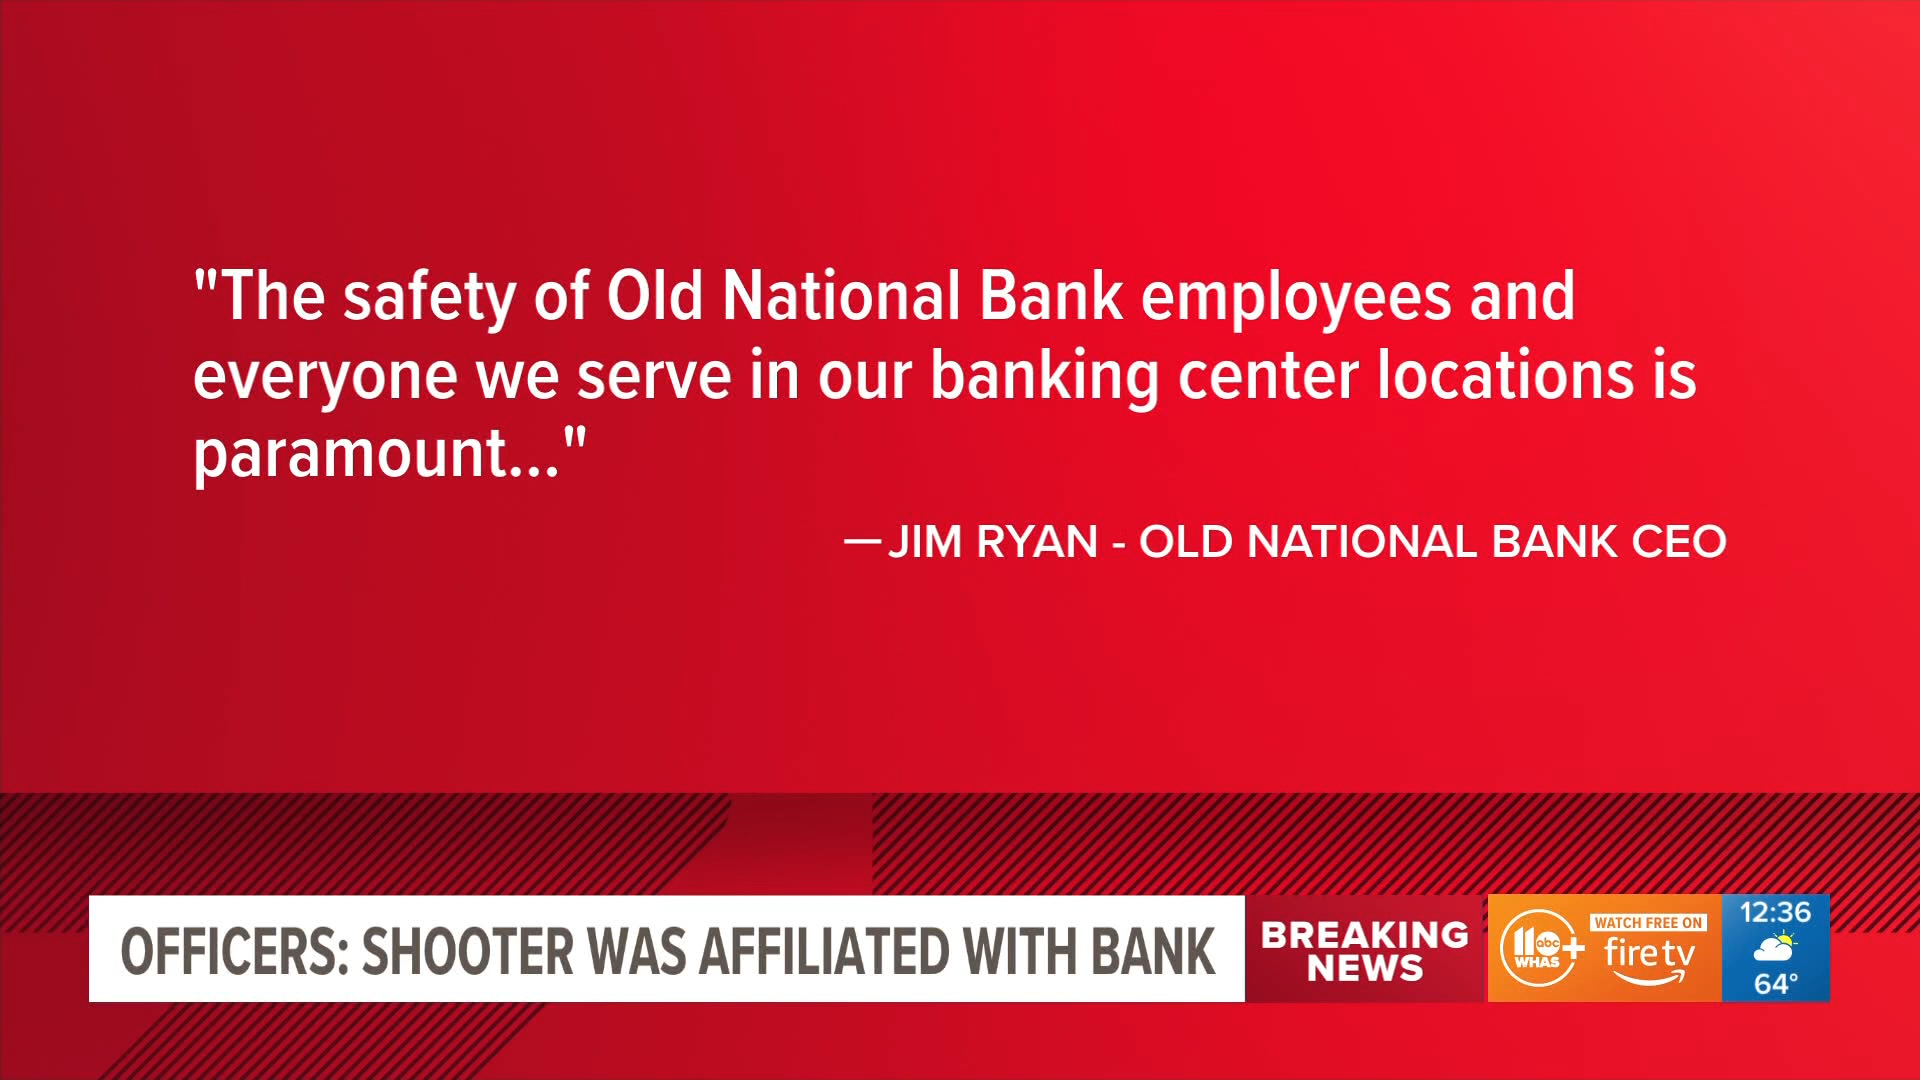 "The safety of Old National Bank employees and
everyone we serve in our banking center locations is
paramount..."
—JIM RYAN - OLD NATIONAL BANK CEO
OFFICERS: SHOOTER WAS AFFILIATED WITH BANK
BREAKING
NEWS
11 abc +
WHAS
WATCH FREE ON
fire tv
12:36
64°